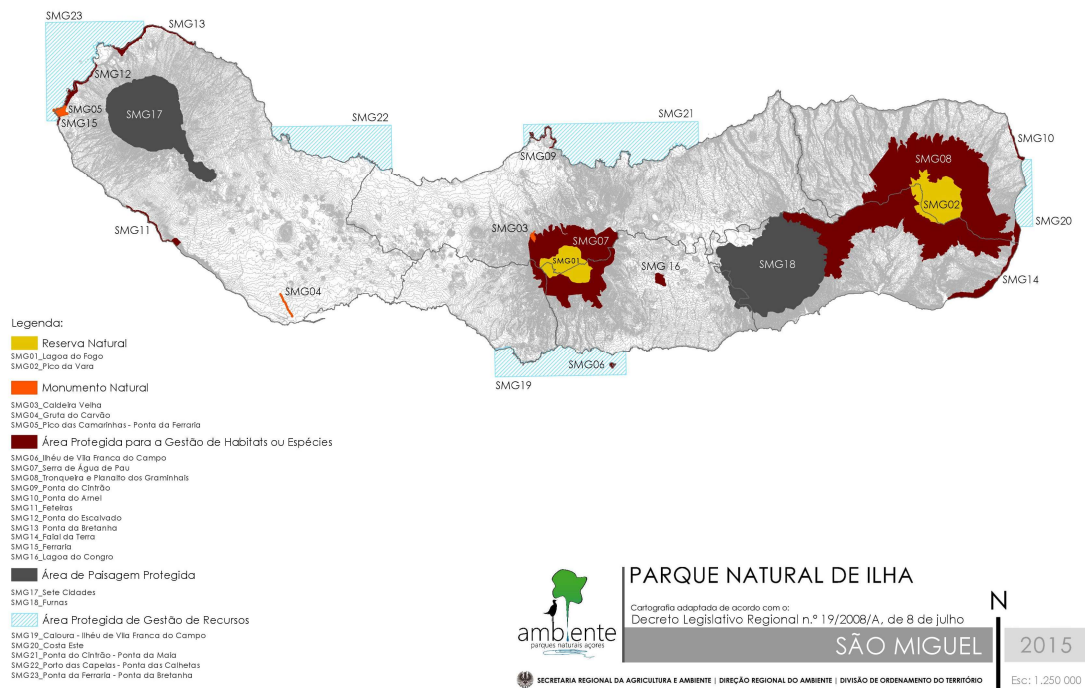 SMG23
SMG13
SMG12
SMG05
SMG15
SMG17
SMG22
SMG21
SMG09
SMG10
SMG08
SMG02
SMG20
SMG11
SMG03
SMG07
SMG01
SMG 16
SMG18
SMG14
SMG04
SMG06
SMG19
Legenda:
Reserva Natural
SMG01_Lagoa do Fogo
SMG02_Pico da Vara
Monumento Natural
SMG03_Caldeira Velha
SMG04_Gruta do Carvão
SMG05_Pico das Camarinhas - Ponta da Ferraria
Área Protegida para a Gestão de Habitats ou Espécies
SMG06_Ilhéu de Vila Franca do Campo
SMG07_Serra de Água de Pau
SMG08_Tronqueira e Planalto dos Graminhais
SMG09_Ponta do Cintrão
SMG10_Ponta do Arnel
SMG11_Feteiras
SMG12_Ponta do Escalvado
SMG13_Ponta da Bretanha
SMG14_Faial da Terra
SMG15_Ferraria
SMG16_Lagoa do Congro
Área de Paisagem Protegida
SMG17_Sete Cidades
SMG18_Furnas
Área Protegida de Gestão de Recursos
SMG19_Caloura - Ilhéu de Vila Franca do Campo
SMG20_Costa Este
SMG21_Ponta do Cintrão - Ponta da Maia
SMG22_Porto das Capelas - Ponta das Calhetas
SMG23_Ponta da Ferraria - Ponta da Bretanha
ambiente
parques naturais açores
PARQUE NATURAL DE ILHA
Cartografia adaptada de acordo com o:
Decreto Legislativo Regional n.º 19/2008/A, de 8 de julho
SÃO MIGUEL
N
2015
SECRETARIA REGIONAL DA AGRICULTURA E AMBIENTE | DIREÇÃO REGIONAL DO AMBIENTE | DIVISÃO DE ORDENAMENTO DO TERRITÓRIO
Esc: 1.250 000